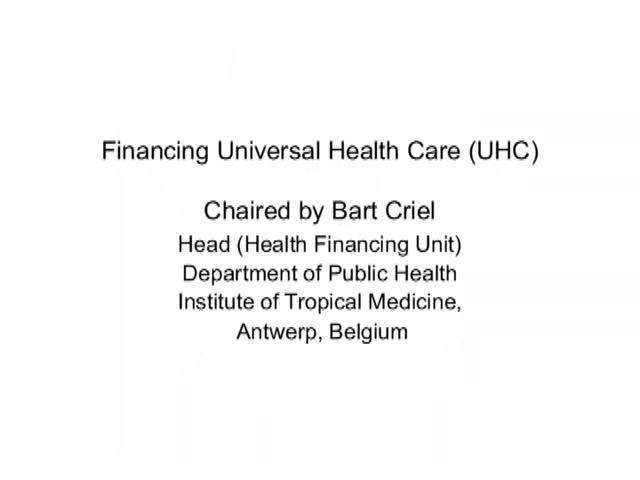 Financing Universal Health Care (UHC)
Chaired by Bart Criel
Head (Health Financing Unit)
Department of Public Health
Institute of Tropical Medicine,
Antwerp, Belgium